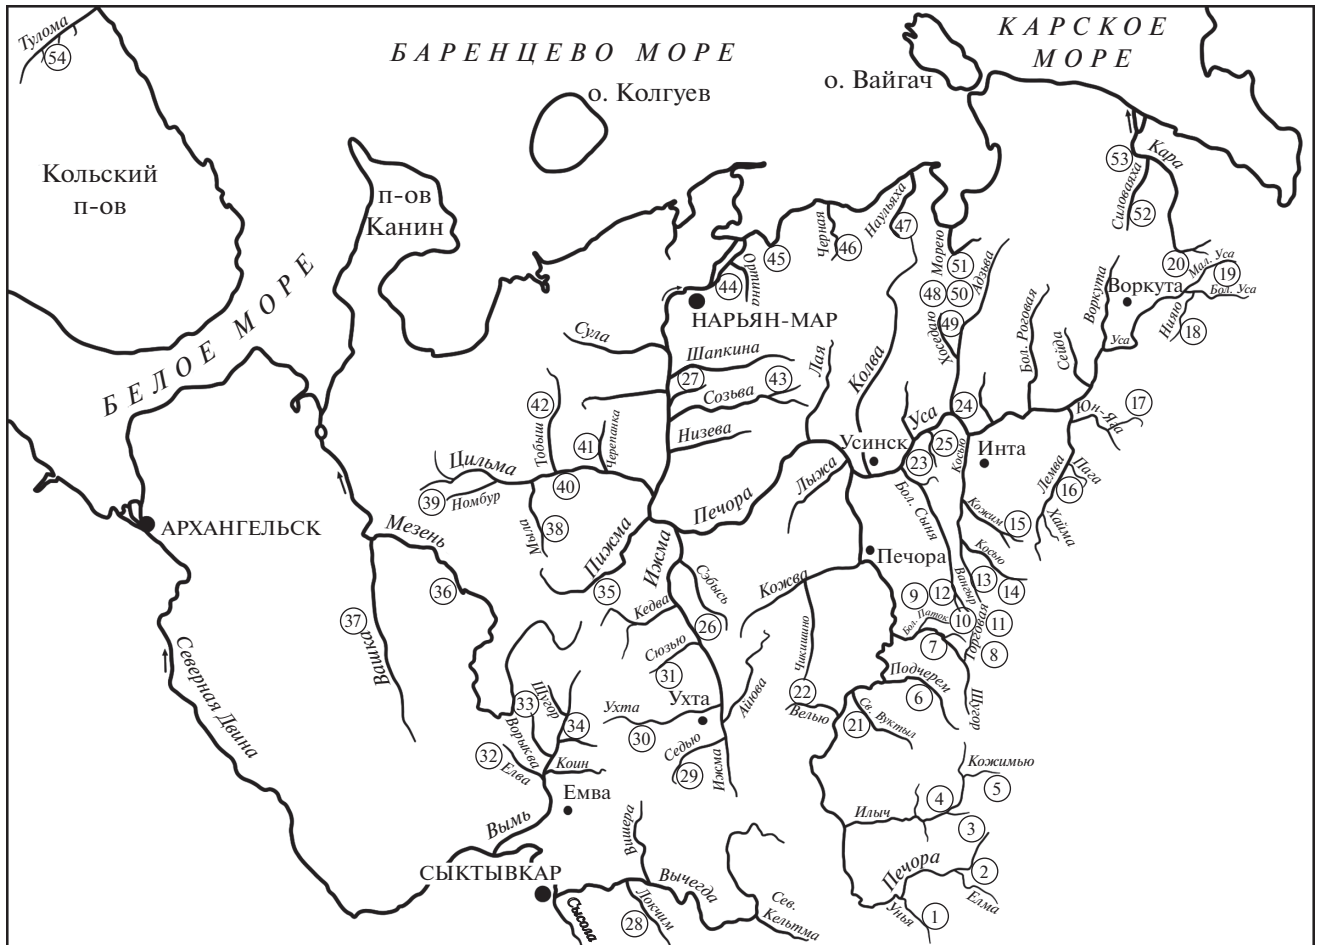 Тулома
54
БАРЕНЦЕВО МОРЕ
КАРСКОЕ
МОРЕ
о. Колгуев
о. Вайгач
Кольский
п-ов
п-ов
Канин
БЕЛОЕ МОРЕ
53
Кара
Силоваяха
52
Наульяха
47
Черная
46
45
Ортина
44
НАРЬЯН-МАР
Морею
51
Адзьва
48
50
Хоседаю
49
20
Мал. Уса
19
Бол. Уса
Воркута
Воркута
Нияю
18
Уса
Бол. Роговая
Сейда
Сула
Шапкина
27
43
Созьва
Низева
Лая
Колва
42
Тобыш
41
Черепанка
Цильма
39
Номбур
40
Мыла
38
Уса
24
Усинск
23
25
Косью
Инта
Юн-Яга
17
Пага
Лемва
16
Хайма
АРХАНГЕЛЬСК
Мезень
36
Пижма
35
Ижма
Печора
Лыжа
Бол. Сыня
Кожим
15
Косью
13
14
Вангыр
Печора
Сэбысь
26
Кедва
Кожва
Чикишино
9
12
Бол. Паток
10
11
Торговая
7
8
37
Вашка
Северная Двина
Сюзью
31
Ухта
Ухта
30
Айюва
22
Велью
Подчерем
6
Щугор
Св. Вуктыл
21
33
Щугор
34
Ворыква
32
Елва
Коин
Седью
29
Ижма
Кожимью
5
4
Илыч
3
Емва
Вымь
Вишера
Печора
2
Елма
СЫКТЫВКАР
Сысола
Вычегда
Локчим
28
Сев.
Кельтма
Унья
1